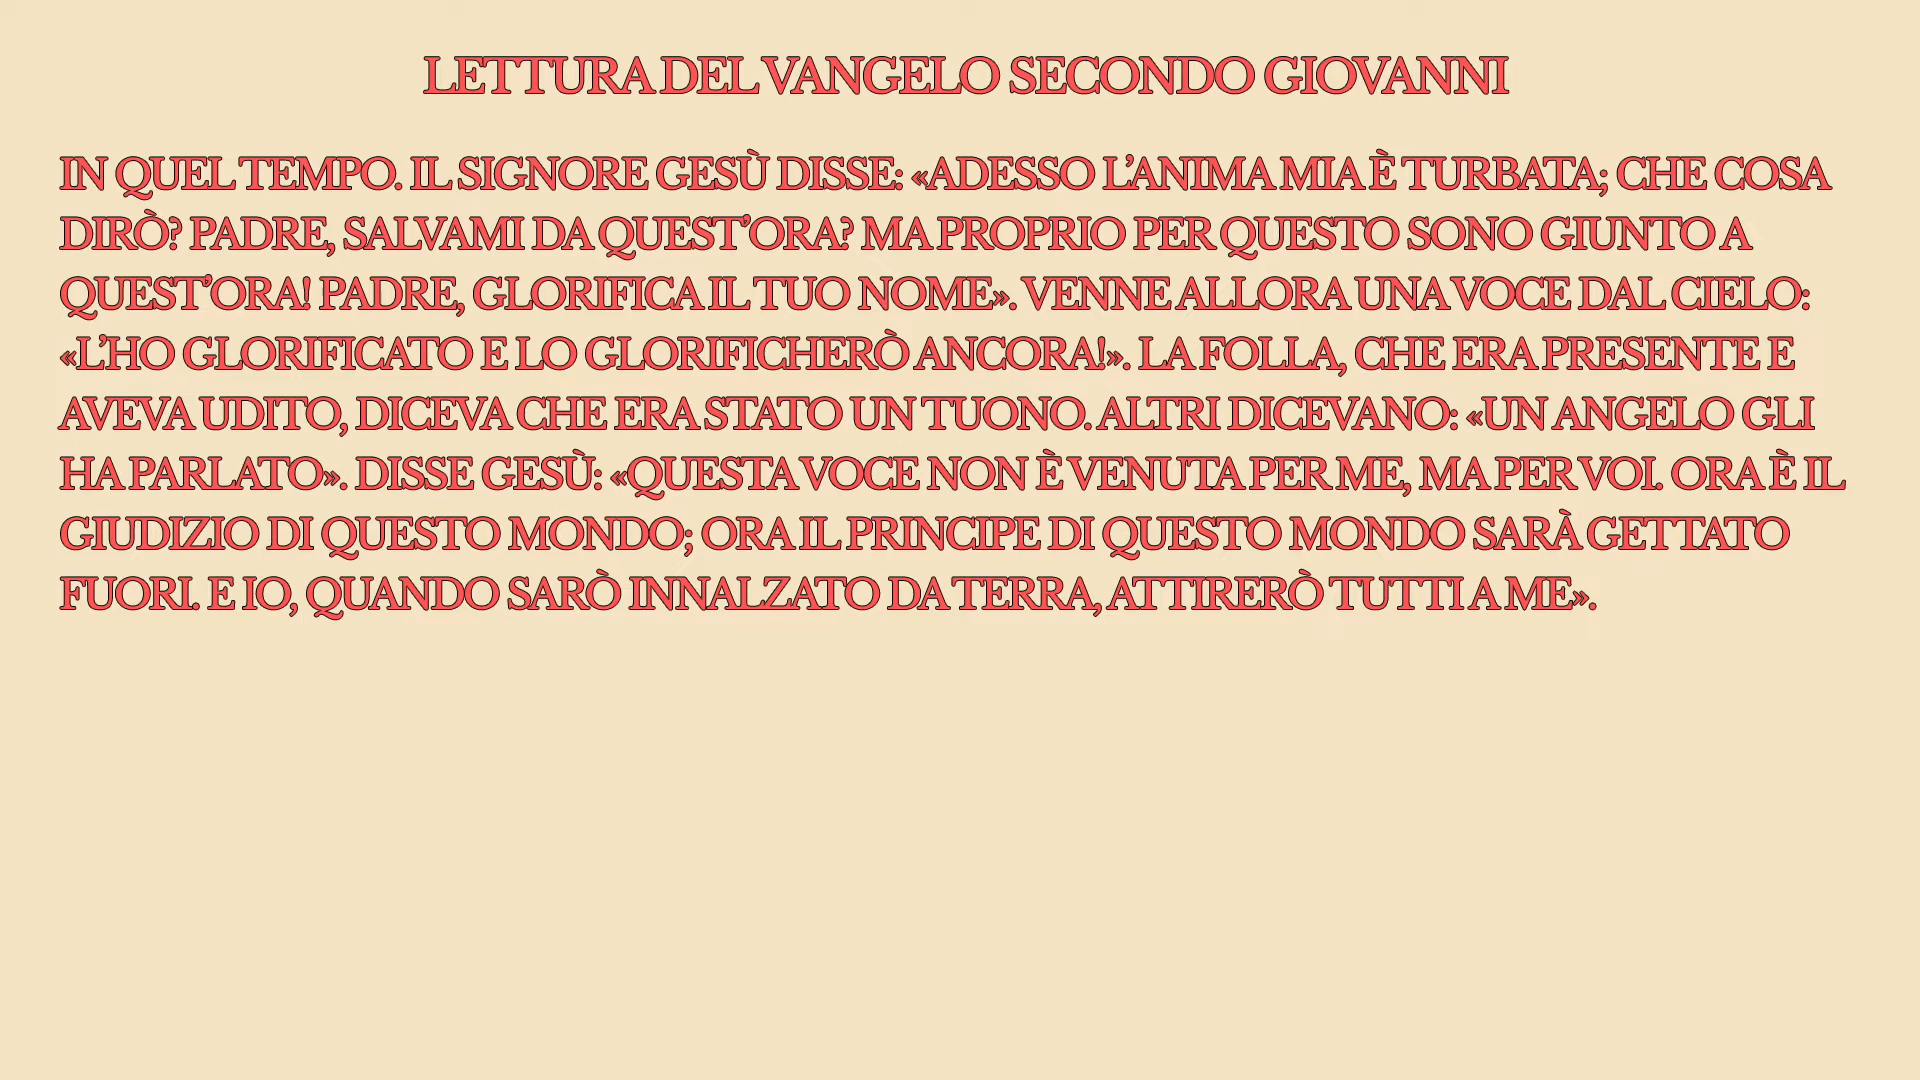 LETTURA DEL VANGELO SECONDO GIOVANNI
IN QUEL TEMPO. IL SIGNORE GESÙ DISSE: «ADESSO L’ANIMA MIA È TURBATA; CHE COSA
DIRÒ? PADRE, SALVAMI DA QUEST’ORA? MA PROPRIO PER QUESTO SONO GIUNTO A
QUEST’ORA! PADRE, GLORIFICA IL TUO NOME». VENNE ALLORA UNA VOCE DAL CIELO:
«L’HO GLORIFICATO E LO GLORIFICHERÒ ANCORA!». LA FOLLA, CHE ERA PRESENTE E
AVEVA UDITO, DICEVA CHE ERA STATO UN TUONO. ALTRI DICEVANO: «UN ANGELO GLI
HA PARLATO». DISSE GESÙ: «QUESTA VOCE NON È VENUTA PER ME, MA PER VOI. ORA È IL
GIUDIZIO DI QUESTO MONDO; ORA IL PRINCIPE DI QUESTO MONDO SARÀ GETTATO
FUORI. E IO, QUANDO SARÒ INNALZATO DA TERRA, ATTIRERÒ TUTTI A ME».